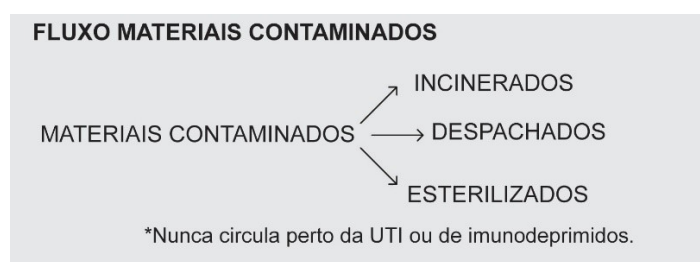 FLUXO MATERIAIS CONTAMINADOS
INCINERADOS
MATERIAIS CONTAMINADOS
DESPACHADOS
ESTERILIZADOS
*Nunca circula perto da UTI ou de imunodeprimidos.